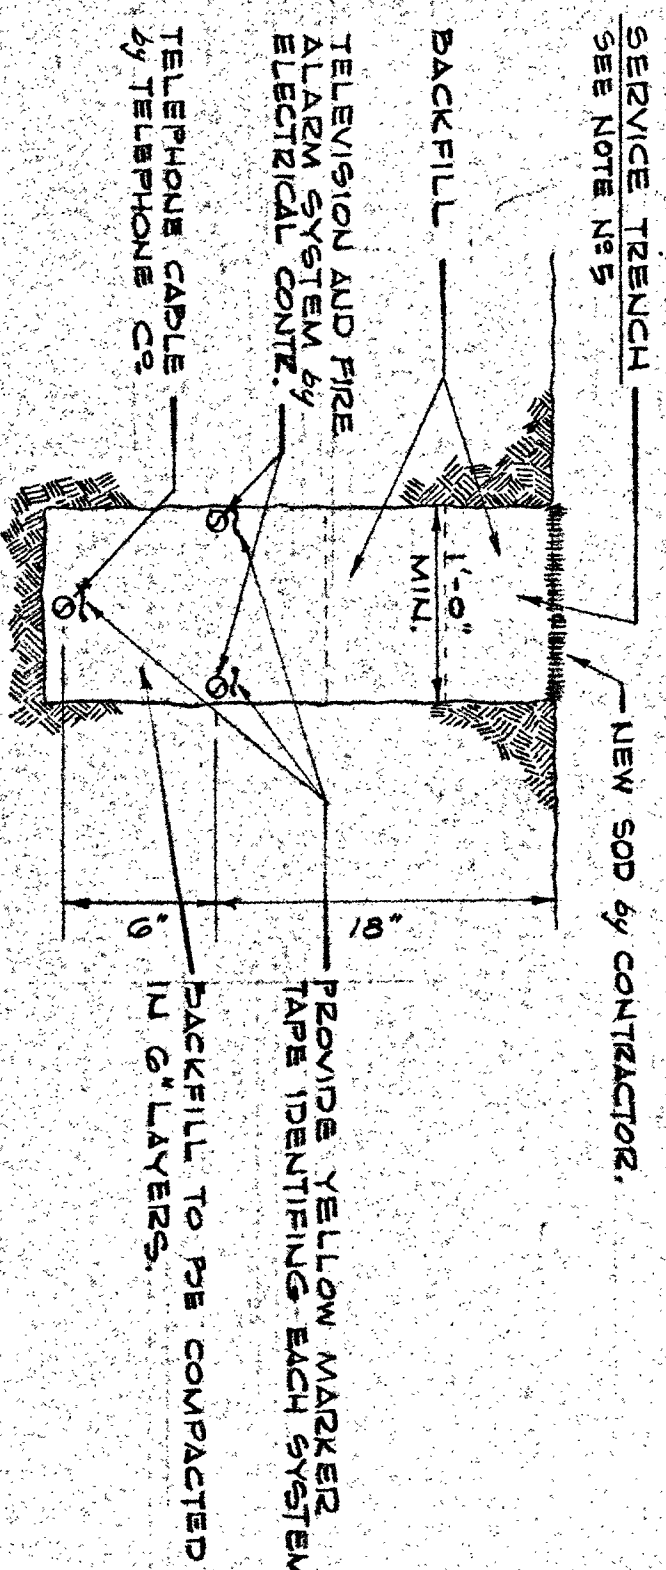 SERVICE TRENCH
SEE NOTE Nº 5
BACKFILL
TELEVISION AND FIRE
ALARM SYSTEM by
ELECTRICAL CONTR.
TELEPHONE CABLE
by TELEPHONE Cº.
1'-0"
MIN.
NEW SOD by CONTRACTOR.
18"
6"
PROVIDE YELLOW MARKER
TAPE IDENTIFING EACH SYSTEM
BACKFILL TO BE COMPACTED
IN 6" LAYERS.